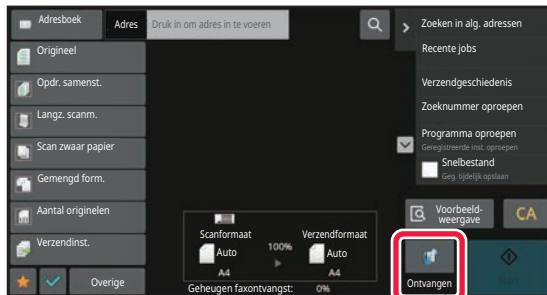 Adresboek
Adres
Druk in om adres in te voeren
Zoeken in alg. adressen
Origineel
Recente jobs
Opdr. samenst.
Verzendgeschiedenis
Langz. scanm.
Zoeknummer oproepen
Scan zwaar papier
Programma oproepen
Geregistreerde inst. oproepen
Gemengd form.
Snelbestand
Geg. tijdelijk opslaan
Aantal originelen
Voorbeeld-
weergave
CA
Verzendinst.
Scanformaat
Verzendformaat
Auto
100%
Auto
A4
A4
Overige
Geheugen faxontvangst:
0%
Ontvangen
Start